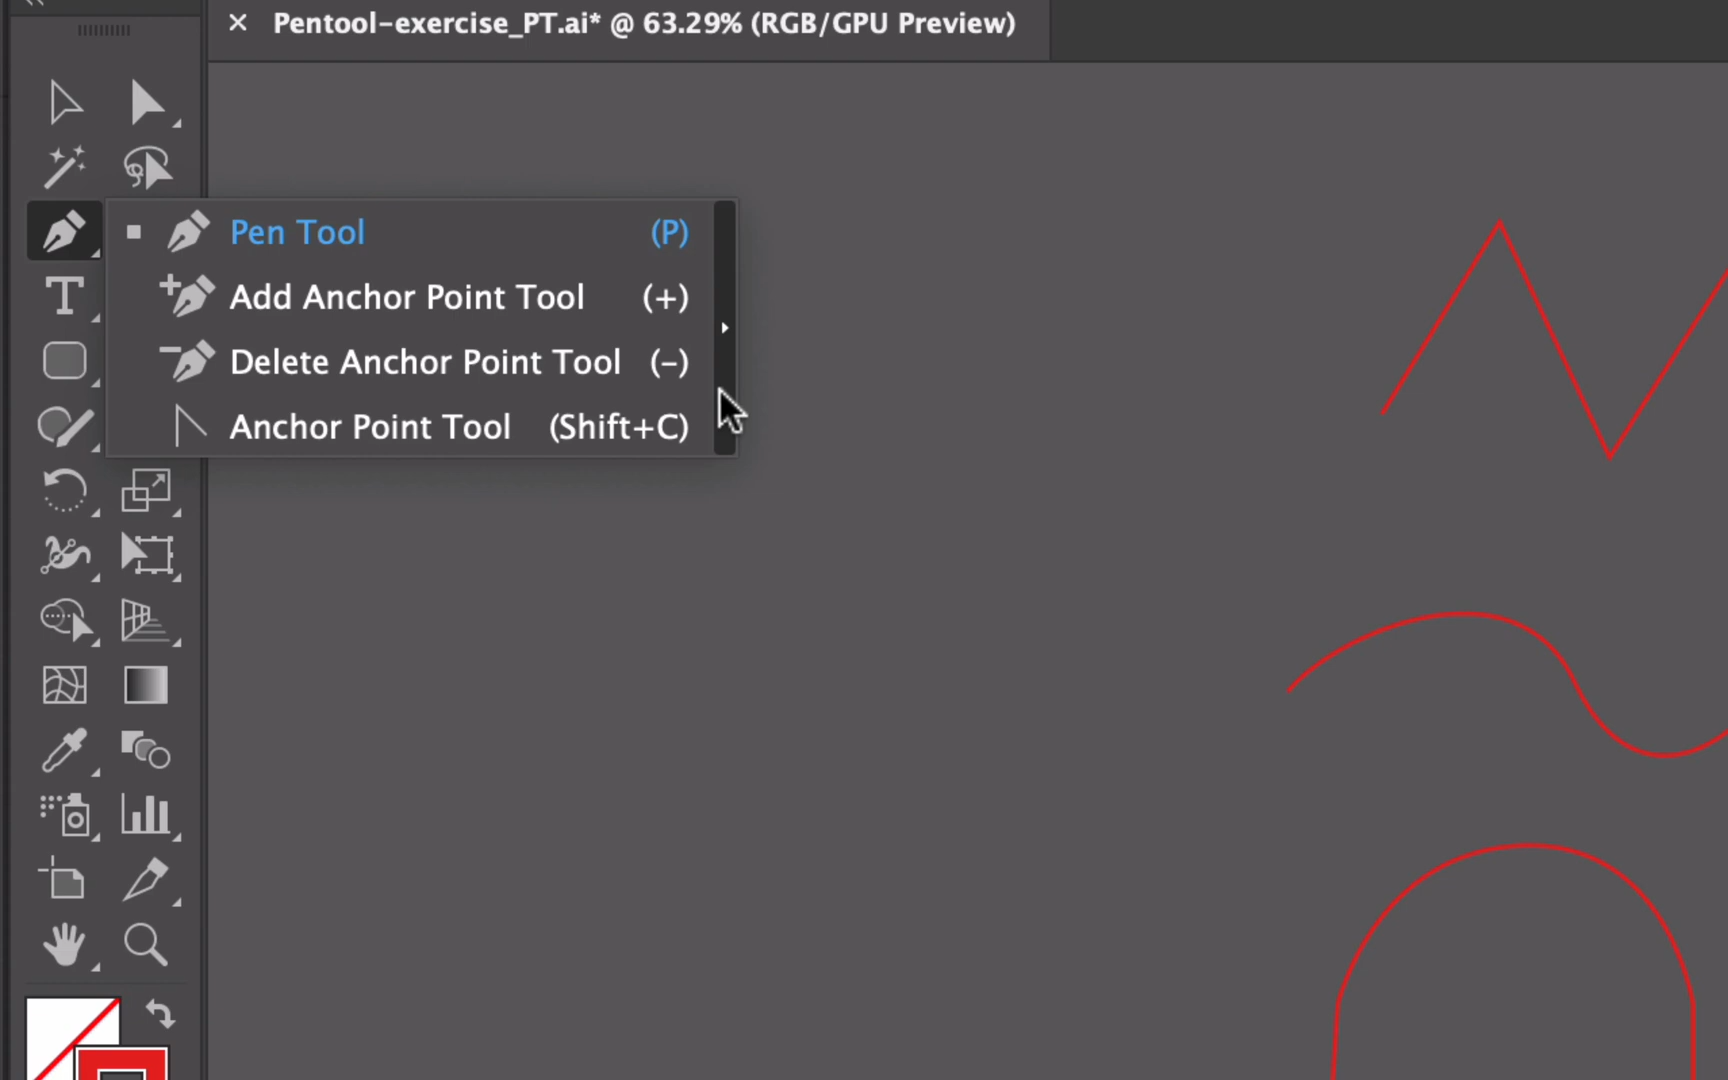 Pentool-exercise_PT.ai* @ 63.29% (RGB/GPU Preview)
Pen Tool (P)
Add Anchor Point Tool (+)
Delete Anchor Point Tool (-)
Anchor Point Tool (Shift+C)